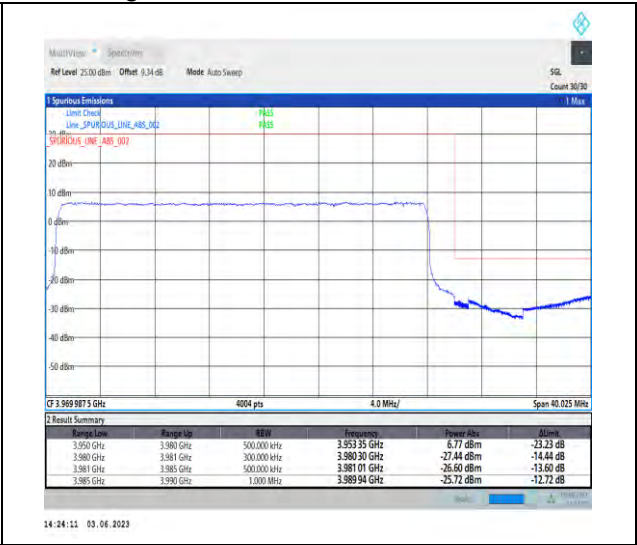 MultiView Spectrum
Ref Level 25.00 dBm Offset 9.34 dB Mode Auto Sweep SGL
Count 30/30
1 Spurious Emissions 1 Max
Limit Check PASS
Line _SPURIOUS_LINE_ABS_002 PASS
_SPURIOUS_LINE_ABS_002
20 dBm
10 dBm
0 dBm
-10 dBm
-20 dBm
-30 dBm
-40 dBm
-50 dBm
CF 3.969 987 5 GHz 4004 pts 4.0 MHz/ Span 40.025 MHz
2 Result Summary
Range Low Range Up RBW Frequency Power Abs ΔLimit
3.950 GHz 3.980 GHz 500.000 kHz 3.953 35 GHz 6.77 dBm -23.23 dB
3.980 GHz 3.981 GHz 300.000 kHz 3.980 30 GHz -27.44 dBm -14.44 dB
3.981 GHz 3.985 GHz 500.000 kHz 3.981 01 GHz -26.60 dBm -13.60 dB
3.985 GHz 3.990 GHz 1.000 MHz 3.989 94 GHz -25.72 dBm -12.72 dB
14:24:11 03.06.2023